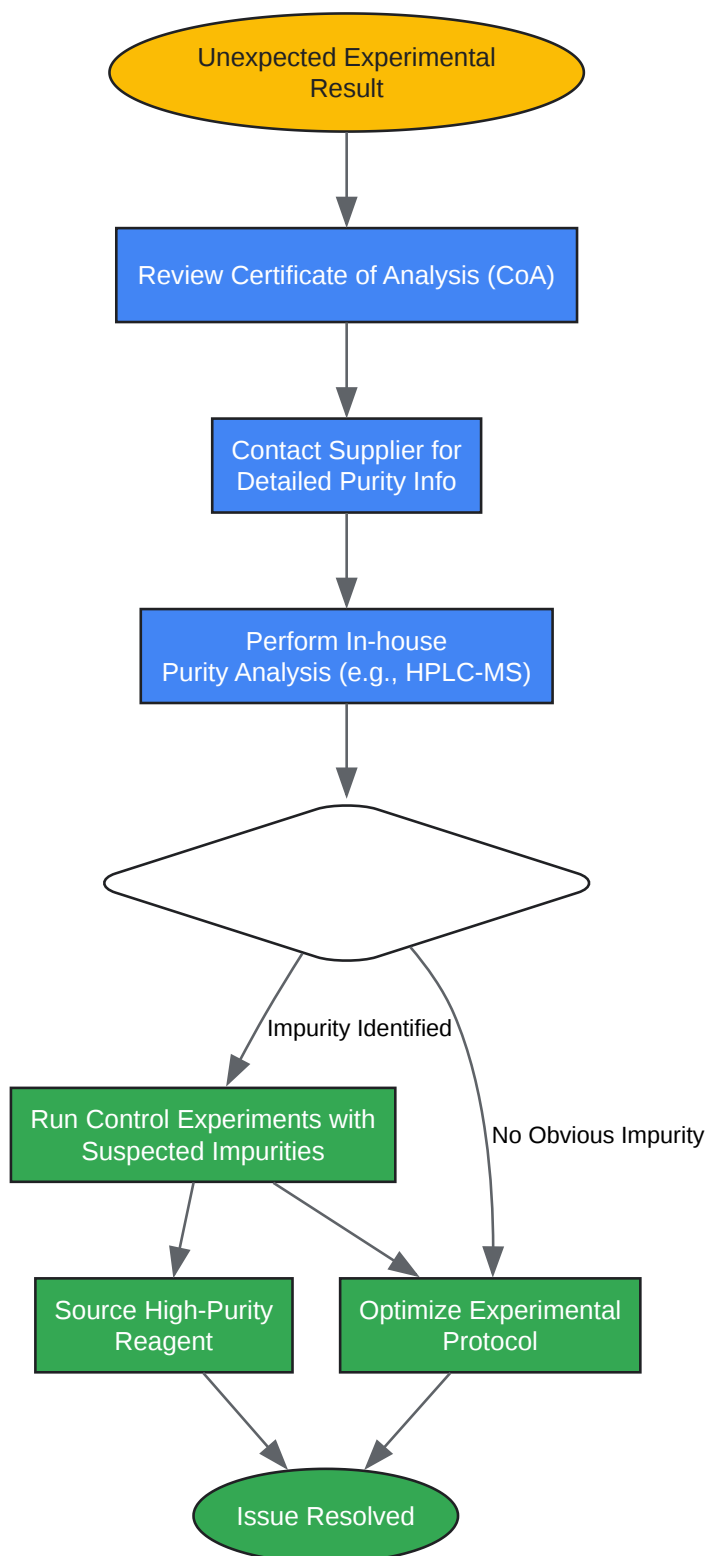 Unexpected Experimental
Result
Review Certificate of Analysis (CoA)
Contact Supplier for
Detailed Purity Info
Perform In-house
Purity Analysis (e.g., HPLC-MS)
Impurity Identified
Run Control Experiments with
Suspected Impurities
No Obvious Impurity
Source High-Purity
Reagent
Optimize Experimental
Protocol
Issue Resolved